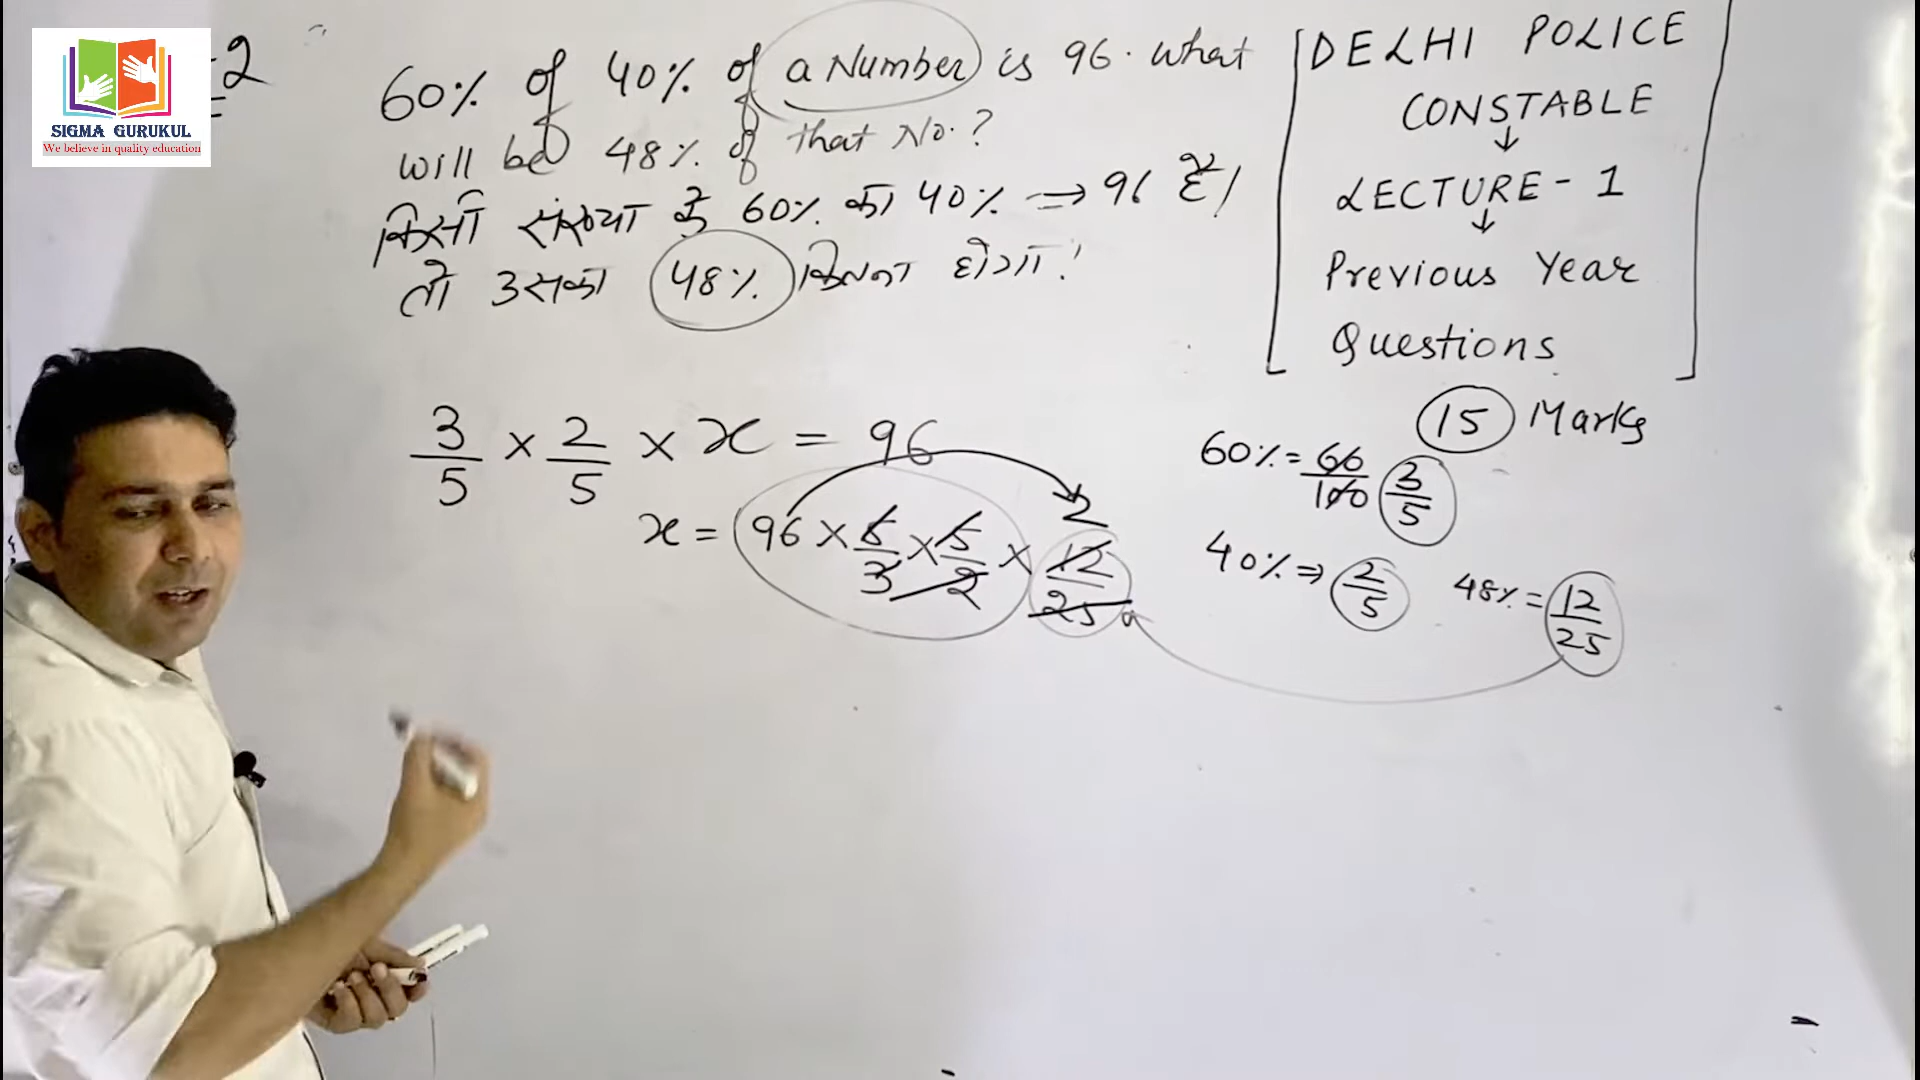 -2
SIGMA GURUKUL
We believe in quality education
60% of 40% of a Number is 96. What
will be 48% of that No.?
किसी संख्या के 60% का 40% ⇒ 96 है।
तो उसका 48% कितना होगा?
DELHI POLICE
CONSTABLE
↓
LECTURE - 1
↓
Previous Year
Questions
15 Marks
3/5 × 2/5 × x = 96
x = 96 × 5/3 × 5/2 × 12/25
2
60% = 60/100 3/5
40% ⇒ 2/5
48% = 12/25